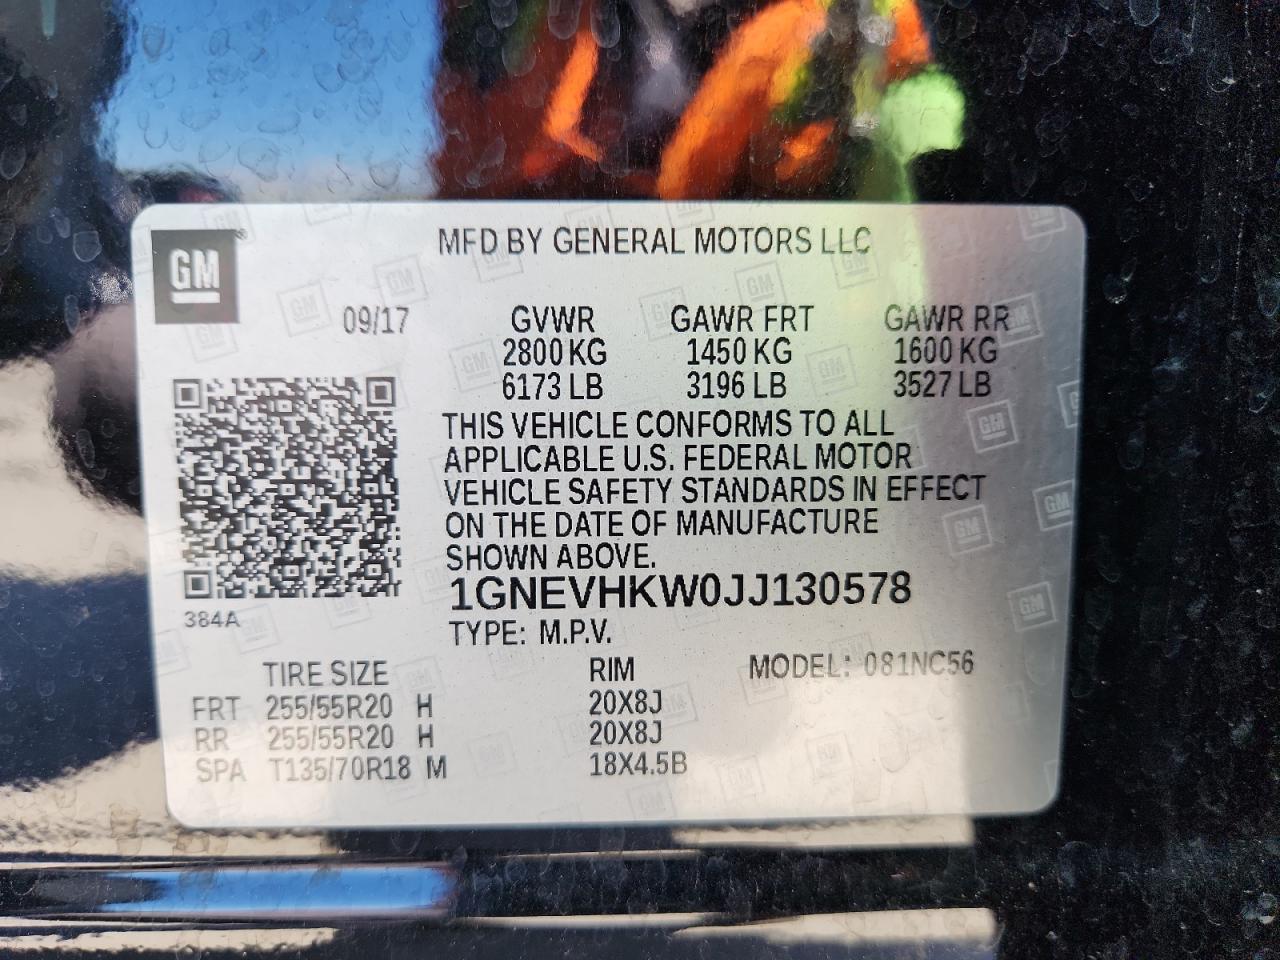 GM®
MFD BY GENERAL MOTORS LLC
09/17 GVWR GAWR FRT GAWR RR
2800 KG 1450 KG 1600 KG
6173 LB 3196 LB 3527 LB
THIS VEHICLE CONFORMS TO ALL
APPLICABLE U.S. FEDERAL MOTOR
VEHICLE SAFETY STANDARDS IN EFFECT
ON THE DATE OF MANUFACTURE
SHOWN ABOVE.
1GNEVHKW0JJ130578
384A
TYPE: M.P.V.
TIRE SIZE RIM MODEL: 081NC56
FRT 255/55R20 H 20X8J
RR 255/55R20 H 20X8J
SPA T135/70R18 M 18X4.5B